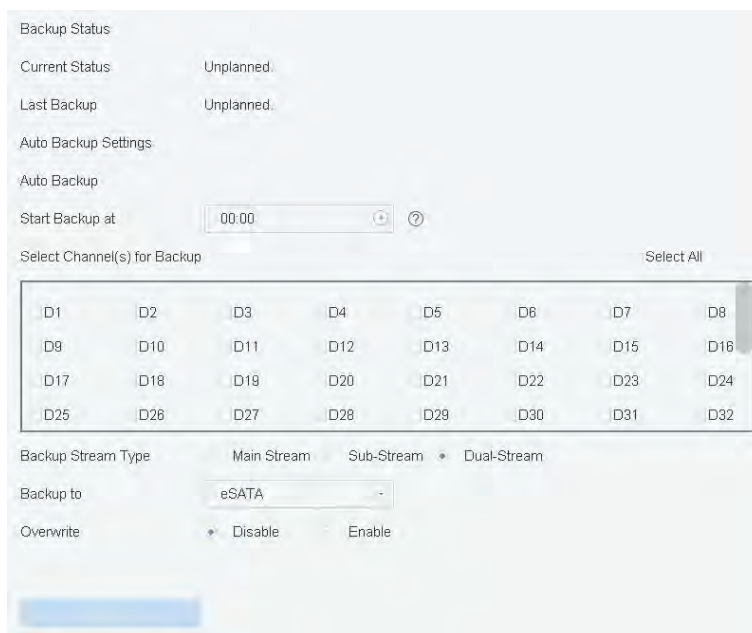 Backup Status
Current Status Unplanned.
Last Backup Unplanned.
Auto Backup Settings
Auto Backup
Start Backup at 00:00
Select Channel(s) for Backup Select All
D1 D2 D3 D4 D5 D6 D7 D8
D9 D10 D11 D12 D13 D14 D15 D16
D17 D18 D19 D20 D21 D22 D23 D24
D25 D26 D27 D28 D29 D30 D31 D32
Backup Stream Type Main Stream Sub-Stream Dual-Stream
Backup to eSATA
Overwrite Disable Enable